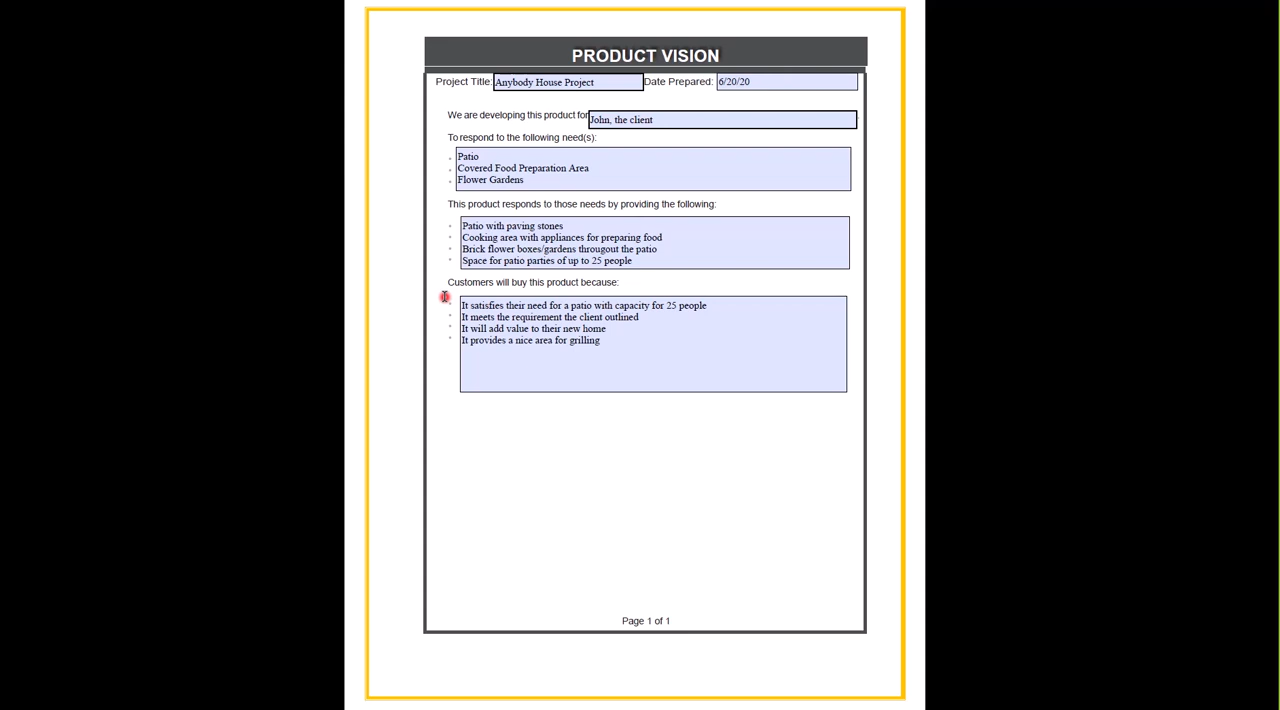 PRODUCT VISION
Project Title: Anybody House Project Date Prepared: 6/20/20
We are developing this product for John, the client
To respond to the following need(s):
Patio
Covered Food Preparation Area
Flower Gardens
This product responds to those needs by providing the following:
Patio with paving stones
Cooking area with appliances for preparing food
Brick flower boxes/gardens througout the patio
Space for patio parties of up to 25 people
Customers will buy this product because:
It satisfies their need for a patio with capacity for 25 people
It meets the requirement the client outlined
It will add value to their new home
It provides a nice area for grilling
Page 1 of 1